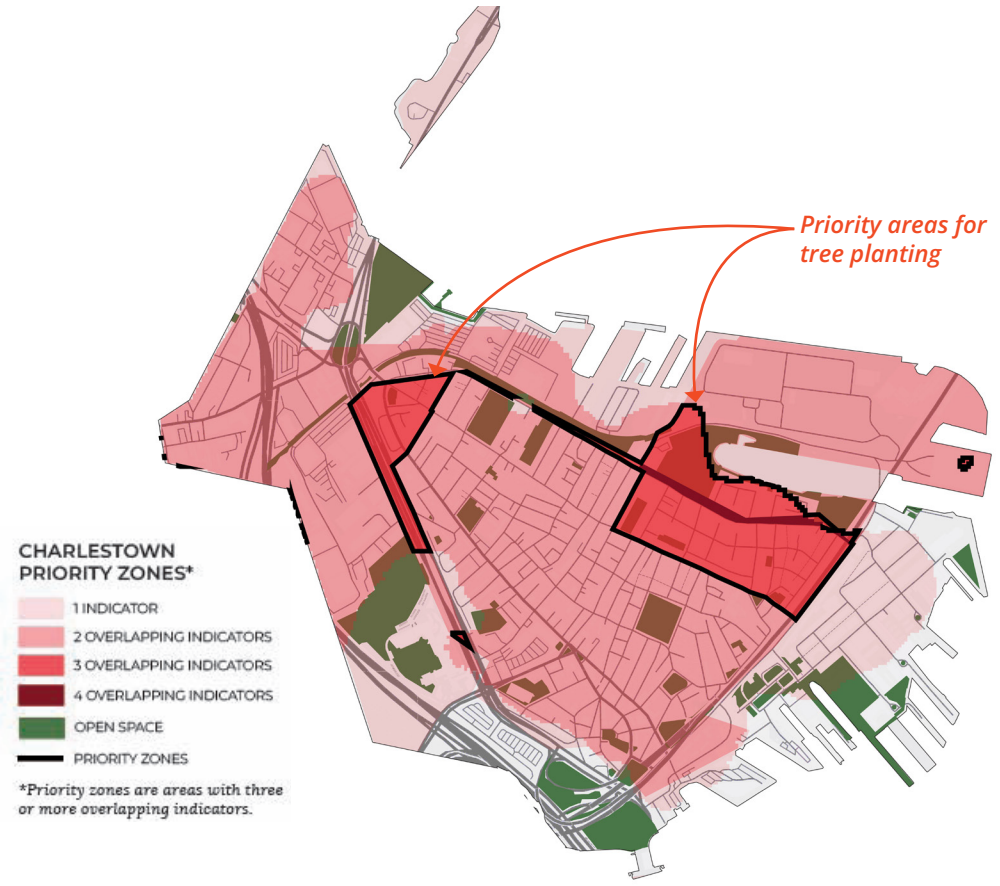 Priority areas for
tree planting
CHARLESTOWN
PRIORITY ZONES*
1 INDICATOR
2 OVERLAPPING INDICATORS
3 OVERLAPPING INDICATORS
4 OVERLAPPING INDICATORS
OPEN SPACE
PRIORITY ZONES
*Priority zones are areas with three
or more overlapping indicators.